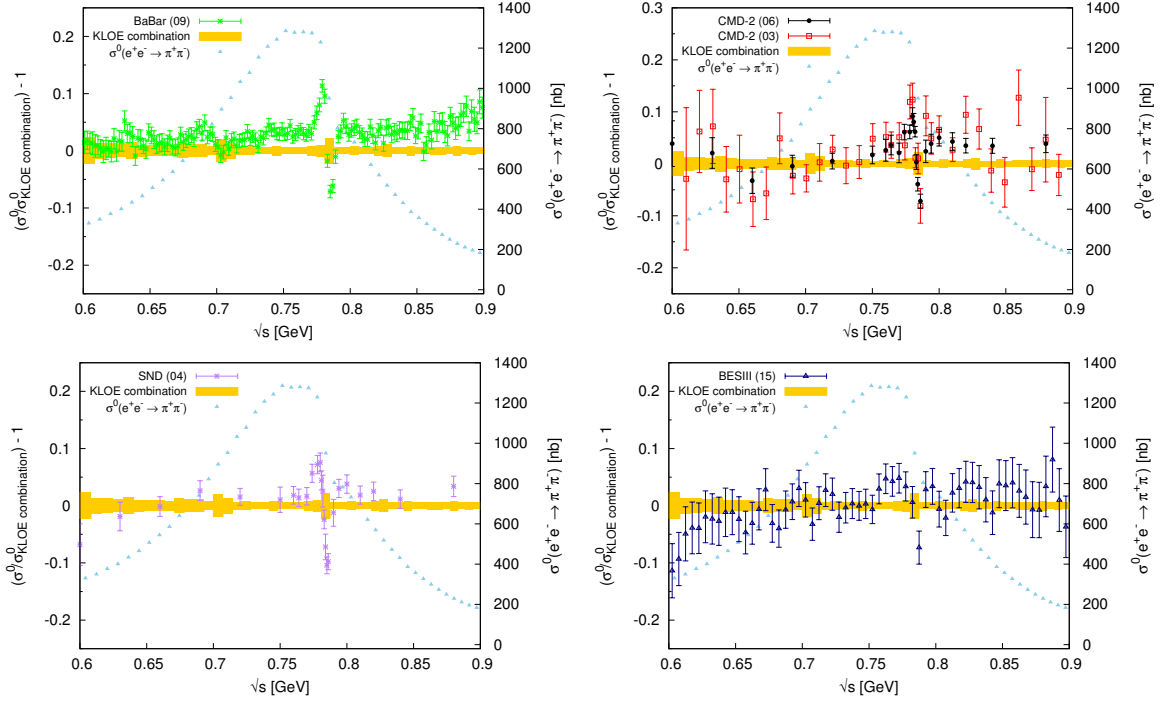 BaBar (09)
KLOE combination
σ⁰(e⁺e⁻ → π⁺π⁻)
(σ⁰/σ⁰KLOE combination) - 1
0.2
0.1
0
-0.1
-0.2
1400
1200
1000
800
600
400
200
0
σ⁰(e⁺e⁻ → π⁺π⁻) [nb]
0.6 0.65 0.7 0.75 0.8 0.85 0.9
√s [GeV]
CMD-2 (06)
CMD-2 (03)
KLOE combination
σ⁰(e⁺e⁻ → π⁺π⁻)
(σ⁰/σ⁰KLOE combination) - 1
0.3
0.2
0.1
0
-0.1
-0.2
1400
1200
1000
800
600
400
200
0
σ⁰(e⁺e⁻ → π⁺π⁻) [nb]
0.6 0.65 0.7 0.75 0.8 0.85 0.9
√s [GeV]
SND (04)
KLOE combination
σ⁰(e⁺e⁻ → π⁺π⁻)
(σ⁰/σ⁰KLOE combination) - 1
0.2
0.1
0
-0.1
-0.2
1400
1200
1000
800
600
400
200
0
σ⁰(e⁺e⁻ → π⁺π⁻) [nb]
0.6 0.65 0.7 0.75 0.8 0.85 0.9
√s [GeV]
BESIII (15)
KLOE combination
σ⁰(e⁺e⁻ → π⁺π⁻)
(σ⁰/σ⁰KLOE combination) - 1
0.2
0.1
0
-0.1
-0.2
1400
1200
1000
800
600
400
200
0
σ⁰(e⁺e⁻ → π⁺π⁻) [nb]
0.6 0.65 0.7 0.75 0.8 0.85 0.9
√s [GeV]